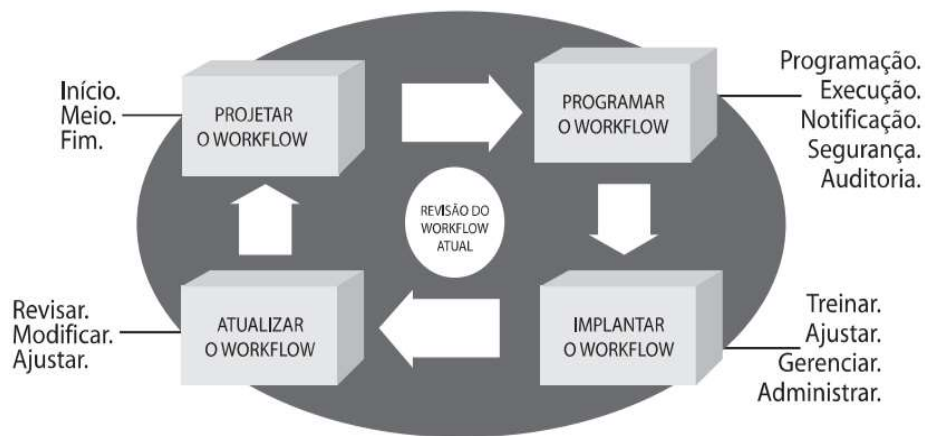 Início.
Meio.
Fim.
PROJETAR
O WORKFLOW
PROGRAMAR
O WORKFLOW
Programação.
Execução.
Notificação.
Segurança.
Auditoria.
REVISÃO DO
WORKFLOW
ATUAL
Revisar.
Modificar.
Ajustar.
ATUALIZAR
O WORKFLOW
IMPLANTAR
O WORKFLOW
Treinar.
Ajustar.
Gerenciar.
Administrar.